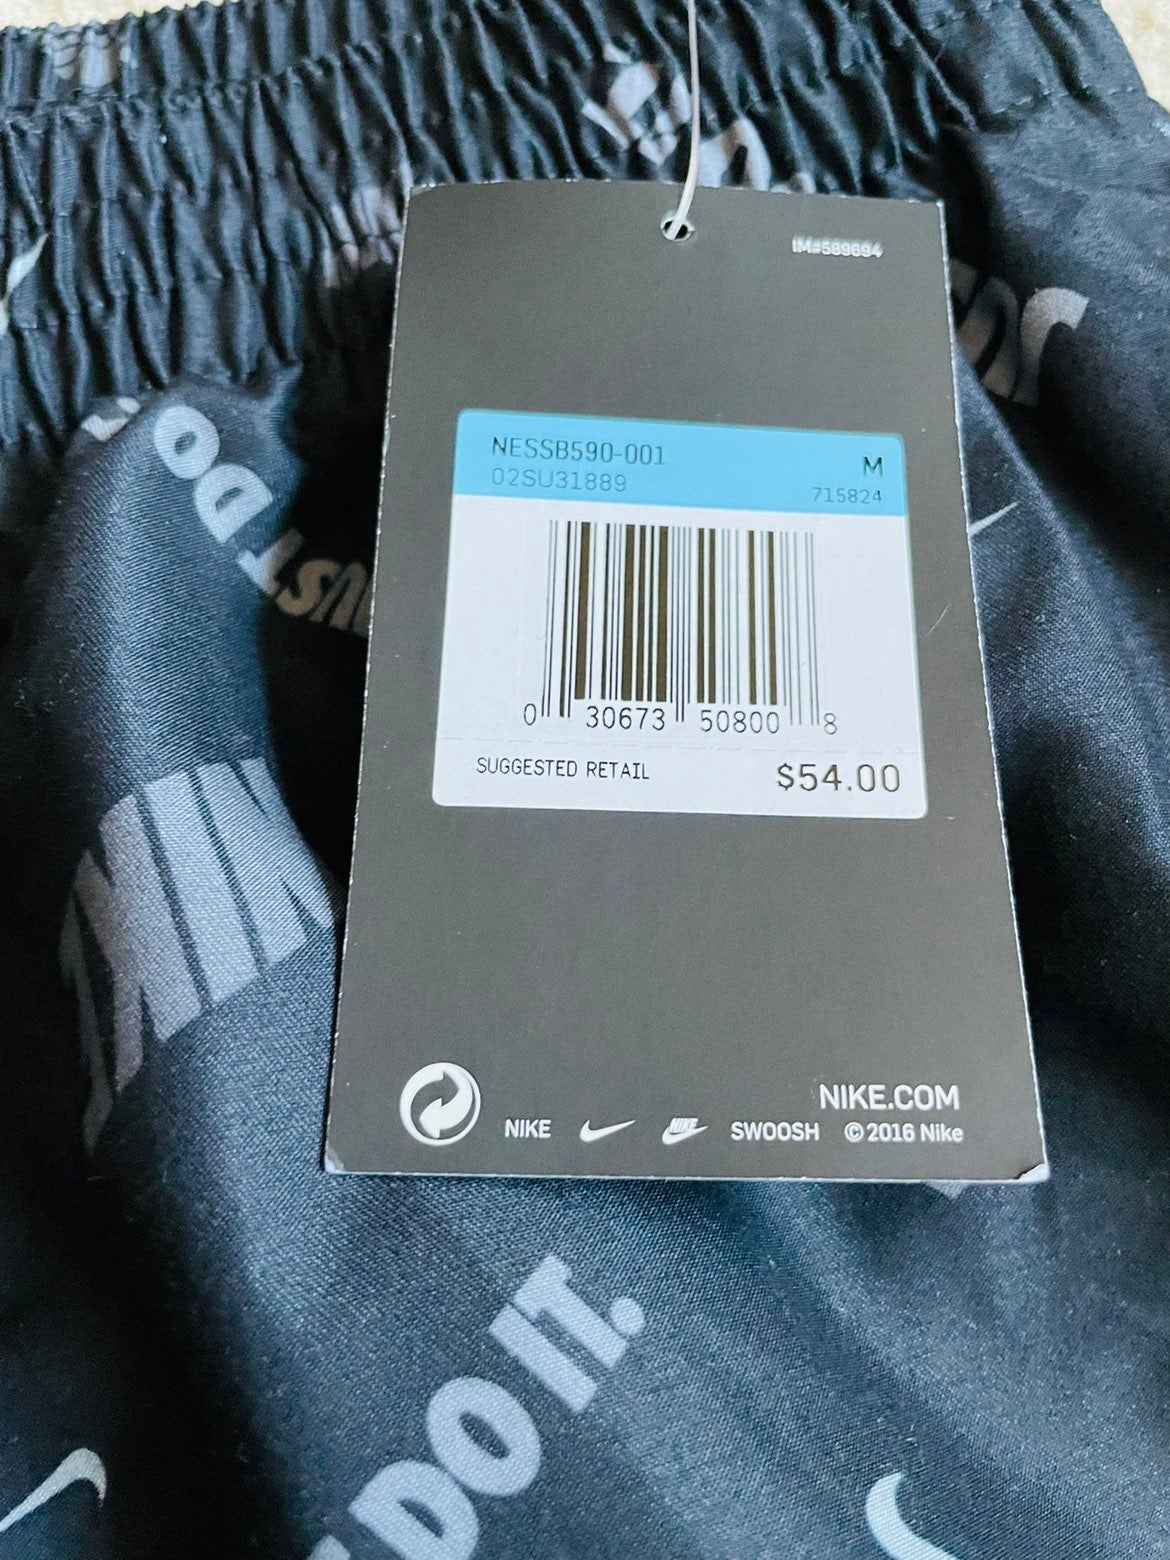 IM#589694
NESSB590-001 M
02SU31889 715824
0 30673 50800 8
SUGGESTED RETAIL $54.00
NIKE.COM
NIKE NIKE SWOOSH © 2016 Nike
JUST DO
NIK
DO IT.